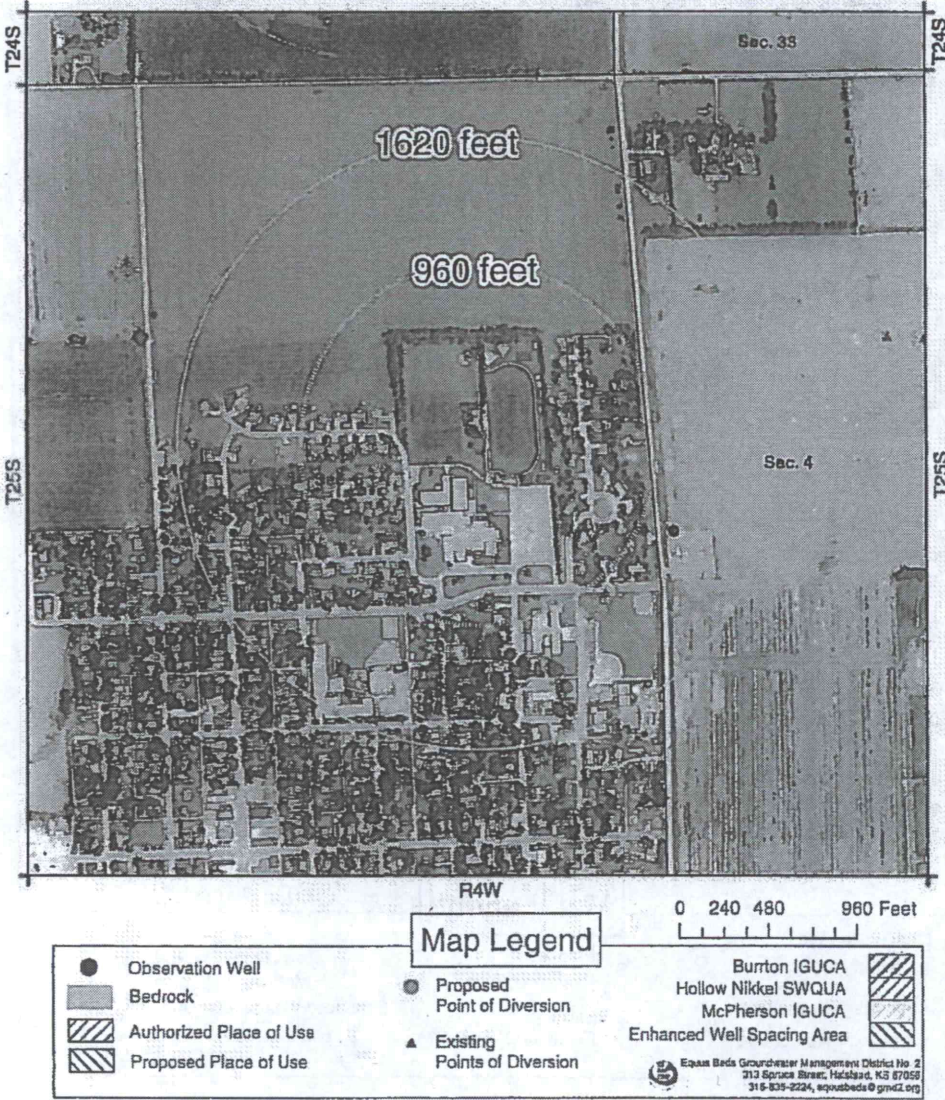 T24S
T24S
Sec. 33
1620 feet
960 feet
T25S
Sec. 4
T25S
R4W
0 240 480 960 Feet
Map Legend
Observation Well
Bedrock
Authorized Place of Use
Proposed Place of Use
Proposed
Point of Diversion
Existing
Points of Diversion
Burrton IGUCA
Hollow Nikkel SWQUA
McPherson IGUCA
Enhanced Well Spacing Area
Equus Beds Groundwater Management District No. 2
313 Spruce Street, Halstead, KS 67056
316-835-2224, equusbeds@gmd2.org